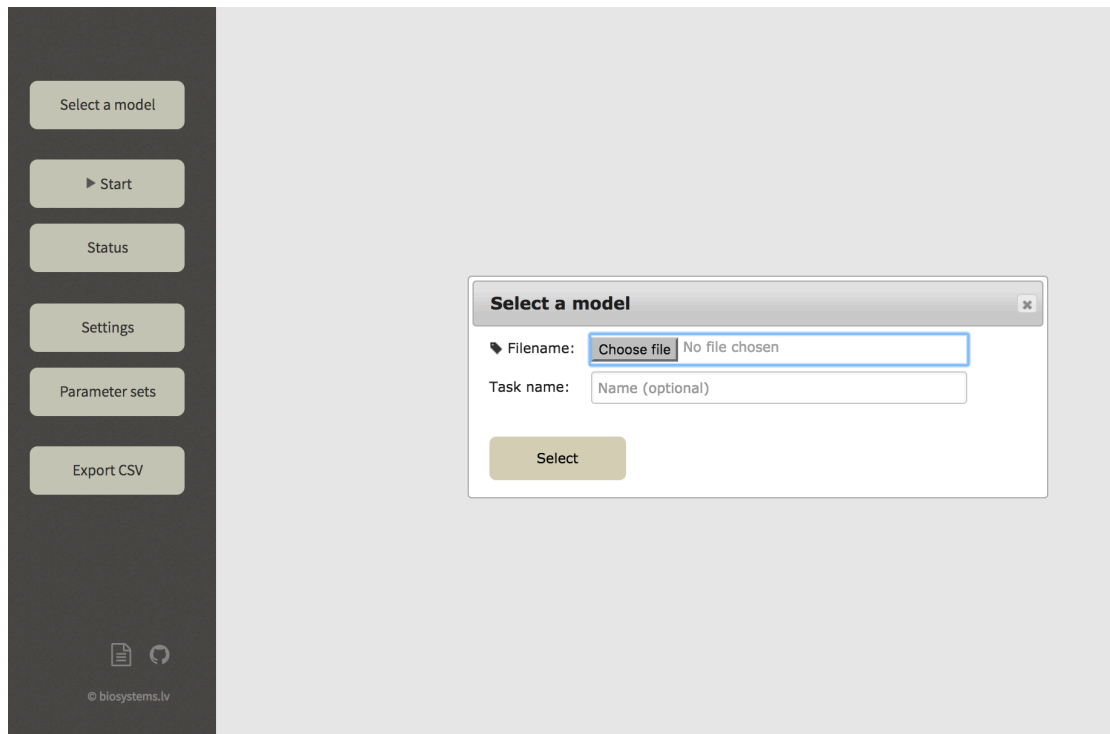 Select a model
Start
Status
Settings
Parameter sets
Export CSV
© biosystems.lv
Select a model
Filename: Choose file No file chosen
Task name: Name (optional)
Select